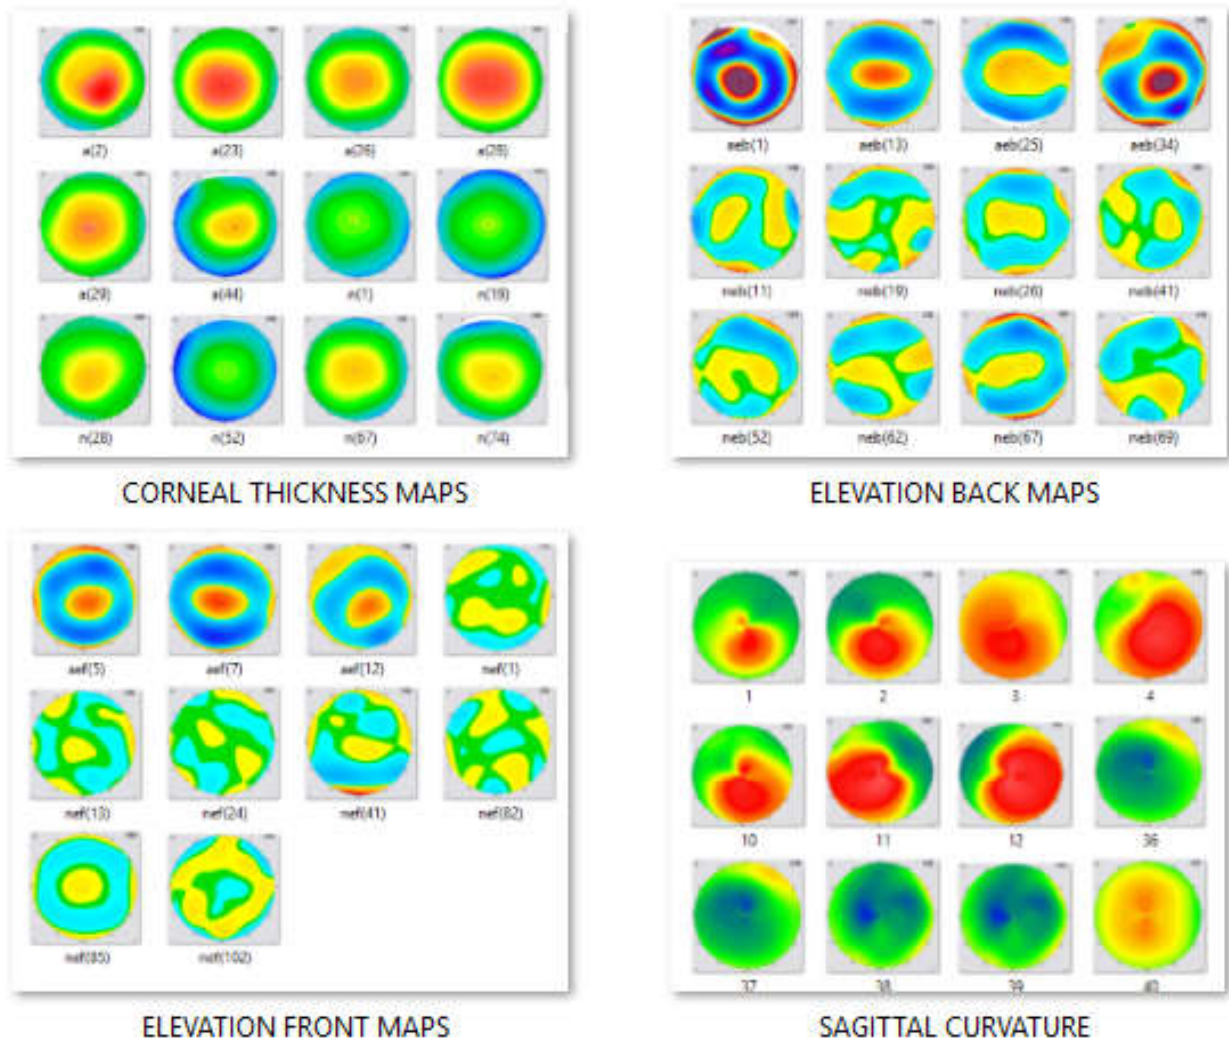 a(2) a(23) a(26) a(28)
a(29) a(44) n(1) n(19)
n(28) n(52) n(67) n(74)
CORNEAL THICKNESS MAPS
aeb(1) aeb(13) aeb(25) aeb(34)
neb(11) neb(19) neb(26) neb(41)
neb(52) neb(62) neb(67) neb(69)
ELEVATION BACK MAPS
aef(5) aef(7) aef(12) nef(1)
nef(13) nef(24) nef(41) nef(82)
nef(85) nef(102)
ELEVATION FRONT MAPS
1 2 3 4
10 11 12 36
37 38 39 40
SAGITTAL CURVATURE